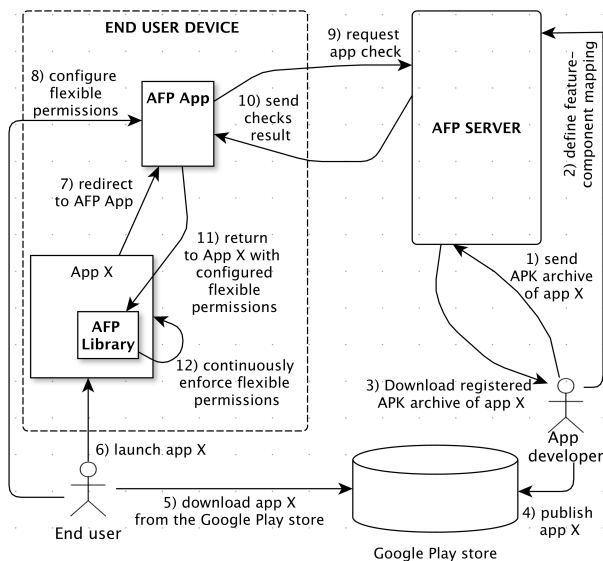 END USER DEVICE
8) configure
flexible
permissions
AFP App
9) request
app check
10) send
checks
result
AFP SERVER
2) define feature-
component mapping
7) redirect
to AFP App
11) return
to App X with
configured
flexible
permissions
1) send
APK archive
of app X
App X
AFP
Library
12) continuously
enforce flexible
permissions
3) Download registered
APK archive of app X
App
developer
6) launch app X
End user
5) download app X
from the Google Play store
4) publish
app X
Google Play store